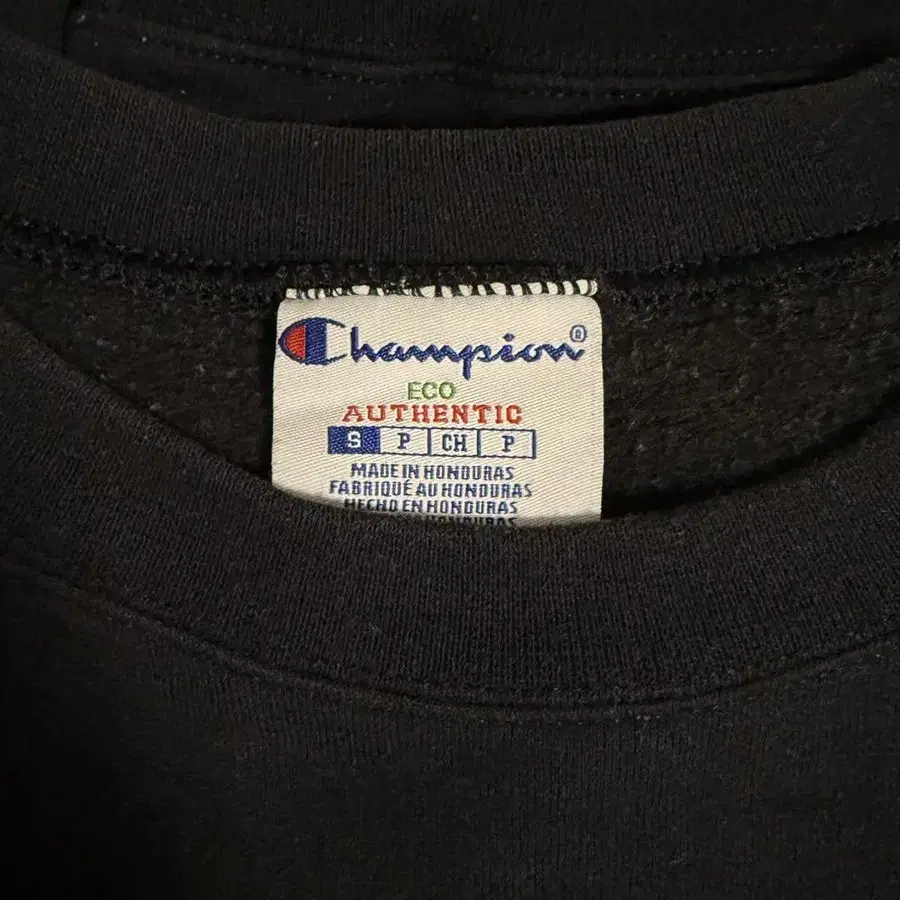 Champion®
ECO
AUTHENTIC
S P CH P
MADE IN HONDURAS
FABRIQUÉ AU HONDURAS
HECHO EN HONDURAS